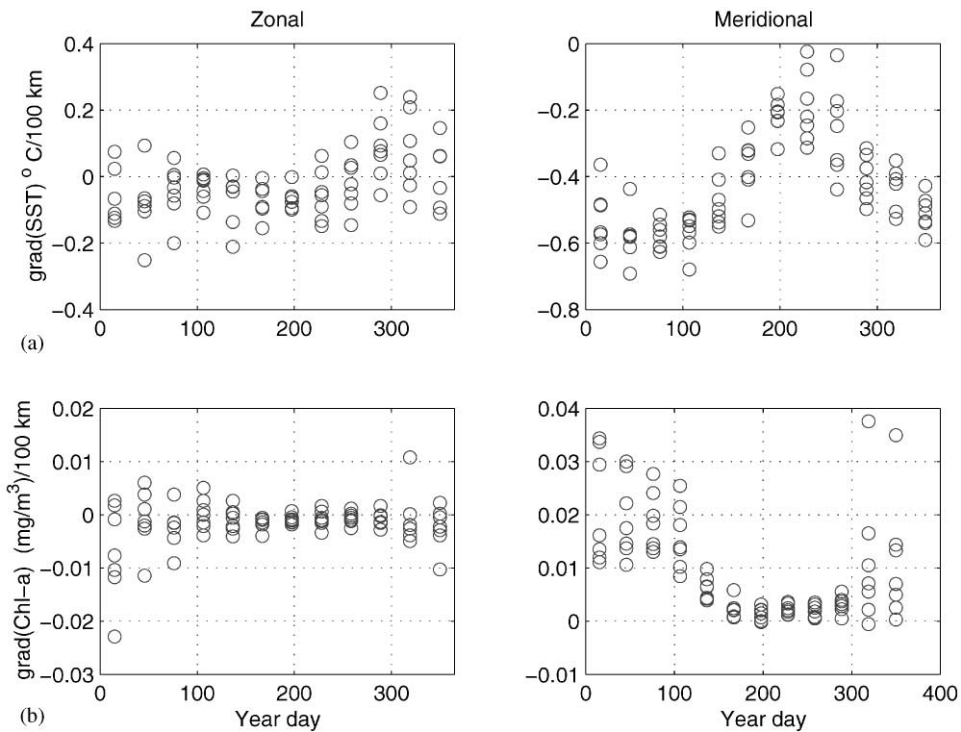 Zonal
Meridional
grad(SST) ° C/100 km
0.4
0.2
0
−0.2
−0.4
0 100 200 300
0
−0.2
−0.4
−0.6
−0.8
0 100 200 300
(a)
grad(Chl−a) (mg/m³)/100 km
0.02
0.01
0
−0.01
−0.02
−0.03
0 100 200 300
Year day
0.04
0.03
0.02
0.01
0
−0.01
0 100 200 300 400
Year day
(b)